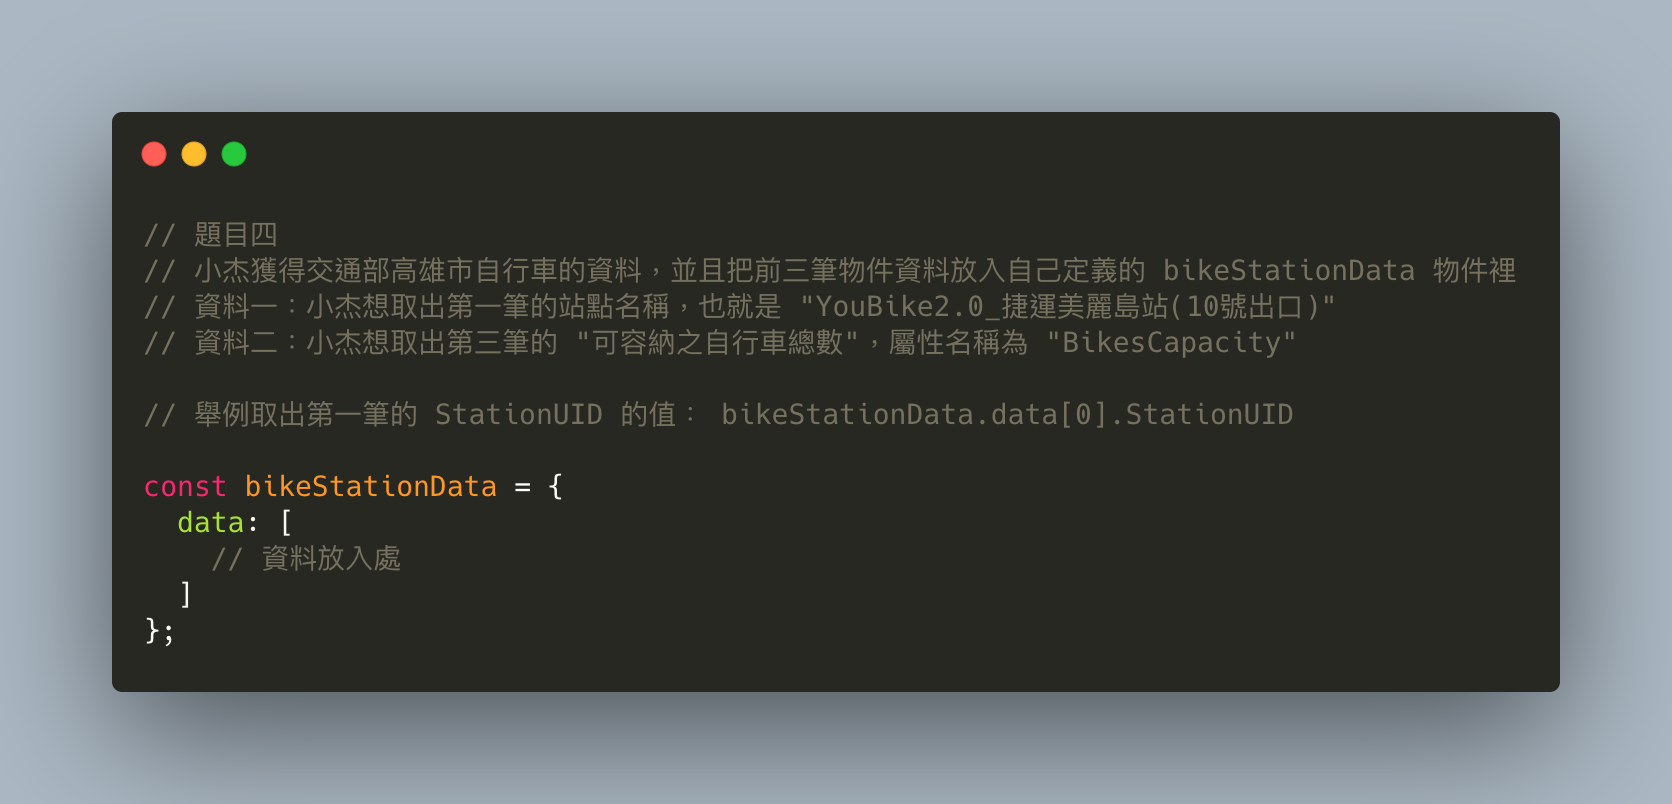 // 題目四
// 小杰獲得交通部高雄市自行車的資料，並且把前三筆物件資料放入自己定義的 bikeStationData 物件裡
// 資料一：小杰想取出第一筆的站點名稱，也就是 "YouBike2.0_捷運美麗島站(10號出口)"
// 資料二：小杰想取出第三筆的 "可容納之自行車總數"，屬性名稱為 "BikesCapacity"
// 舉例取出第一筆的 StationUID 的值： bikeStationData.data[0].StationUID
const bikeStationData = {
  data: [
    // 資料放入處
  ]
};